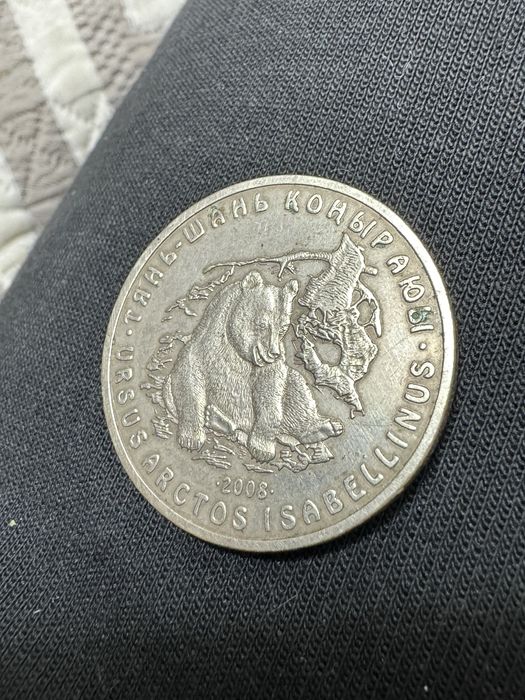 ТЯНЬ-ШАНЬ ҚОҢЫР АЮЫ
·2008·
URSUS ARCTOS ISABELLINUS